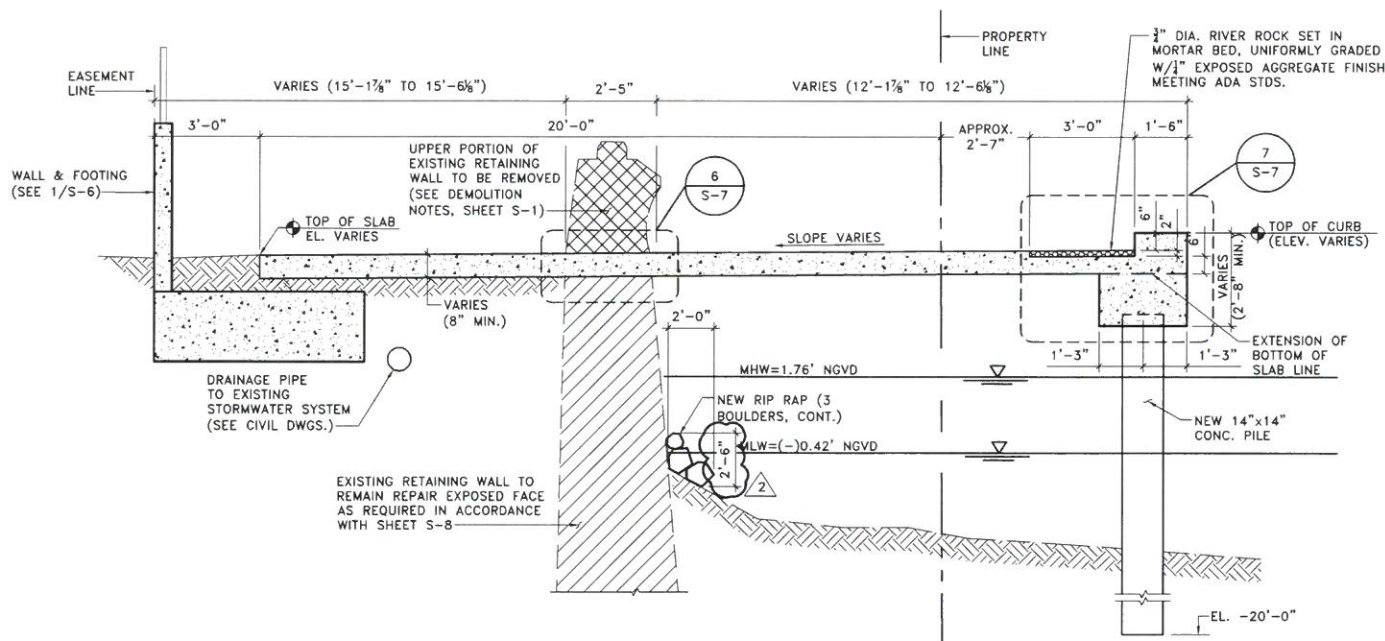 PROPERTY
LINE
¾" DIA. RIVER ROCK SET IN
MORTAR BED, UNIFORMLY GRADED
W/¼" EXPOSED AGGREGATE FINISH
MEETING ADA STDS.
EASEMENT
LINE
VARIES (15'-1⅞" TO 15'-6⅛")
2'-5"
VARIES (12'-1⅞" TO 12'-6⅛")
3'-0"
20'-0"
APPROX.
2'-7"
3'-0"
1'-6"
WALL & FOOTING
(SEE 1/S-6)
UPPER PORTION OF
EXISTING RETAINING
WALL TO BE REMOVED
(SEE DEMOLITION
NOTES, SHEET S-1)
6
S-7
7
S-7
TOP OF SLAB
EL. VARIES
SLOPE VARIES
6"
2"
6"
TOP OF CURB
(ELEV. VARIES)
VARIES
(2'-8" MIN.)
VARIES
(8" MIN.)
2'-0"
1'-3"
1'-3"
EXTENSION OF
BOTTOM OF
SLAB LINE
MHW=1.76' NGVD
DRAINAGE PIPE
TO EXISTING
STORMWATER SYSTEM
(SEE CIVIL DWGS.)
NEW RIP RAP (3
BOULDERS, CONT.)
NEW 14"x14"
CONC. PILE
MLW=(-)0.42' NGVD
2'-6"
2
EXISTING RETAINING WALL TO
REMAIN REPAIR EXPOSED FACE
AS REQUIRED IN ACCORDANCE
WITH SHEET S-8
EL. -20'-0"